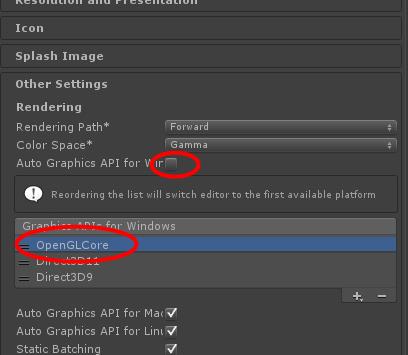 Resolution and Presentation
Icon
Splash Image
Other Settings
Rendering
Rendering Path* Forward
Color Space* Gamma
Auto Graphics API for Win
Reordering the list will switch editor to the first available platform
Graphics APIs for Windows
OpenGLCore
Direct3D11
Direct3D9
Auto Graphics API for Mac
Auto Graphics API for Linu
Static Batching